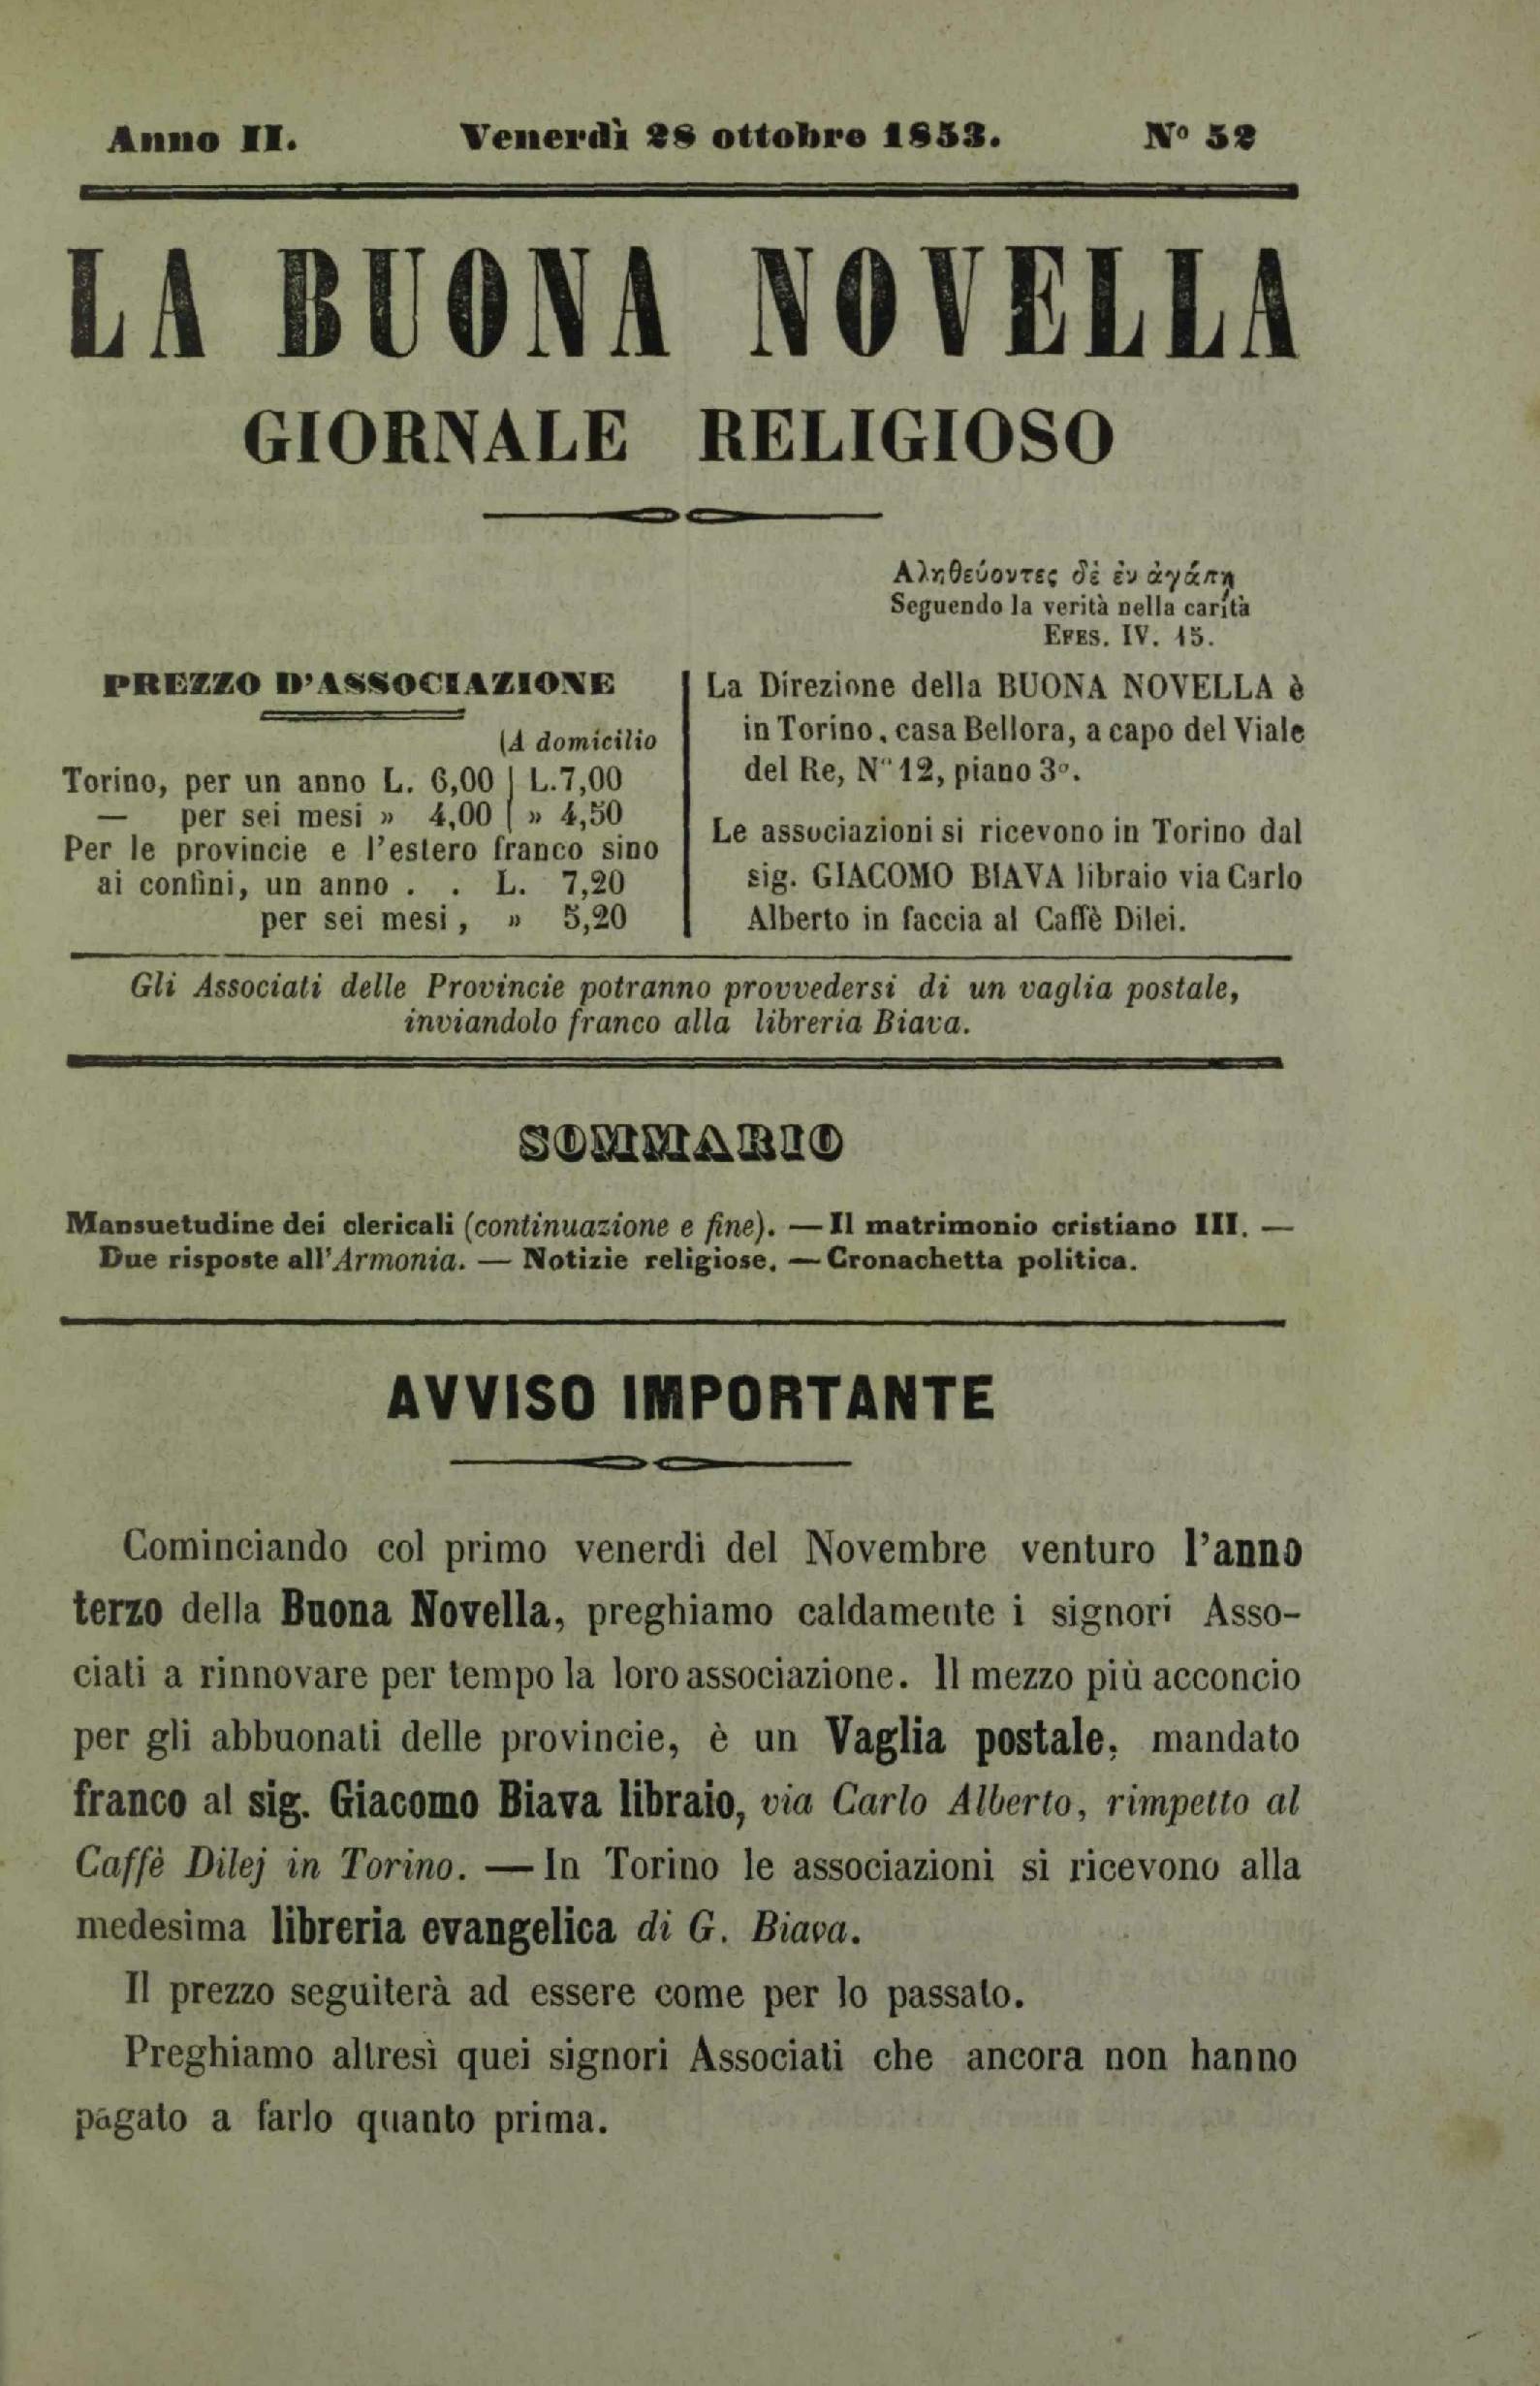 Anno II. Venerdì 28 ottobre 1853. Nº 52
LA BUONA NOVELLA
GIORNALE RELIGIOSO
Αληθεύοντες δὲ ἐν ἀγάπῃ
Seguendo la verità nella carità
EFES. IV. 15.
PREZZO D'ASSOCIAZIONE
(A domicilio
Torino, per un anno L. 6,00 | L. 7,00
— per sei mesi » 4,00 | » 4,50
Per le provincie e l'estero franco sino
ai confini, un anno . . L. 7,20
per sei mesi, » 5,20
La Direzione della BUONA NOVELLA è
in Torino, casa Bellora, a capo del Viale
del Re, Nº 12, piano 3º.
Le associazioni si ricevono in Torino dal
sig. GIACOMO BIAVA libraio via Carlo
Alberto in faccia al Caffè Dilei.
Gli Associati delle Provincie potranno provvedersi di un vaglia postale,
inviandolo franco alla libreria Biava.
SOMMARIO
Mansuetudine dei clericali (continuazione e fine). — Il matrimonio cristiano III. —
Due risposte all'Armonia. — Notizie religiose. — Cronachetta politica.
AVVISO IMPORTANTE
Cominciando col primo venerdì del Novembre venturo l'anno
terzo della Buona Novella, preghiamo caldamente i signori Asso-
ciati a rinnovare per tempo la loro associazione. Il mezzo più acconcio
per gli abbuonati delle provincie, è un Vaglia postale, mandato
franco al sig. Giacomo Biava libraio, via Carlo Alberto, rimpetto al
Caffè Dilej in Torino. — In Torino le associazioni si ricevono alla
medesima libreria evangelica di G. Biava.
Il prezzo seguiterà ad essere come per lo passato.
Preghiamo altresì quei signori Associati che ancora non hanno
pagato a farlo quanto prima.